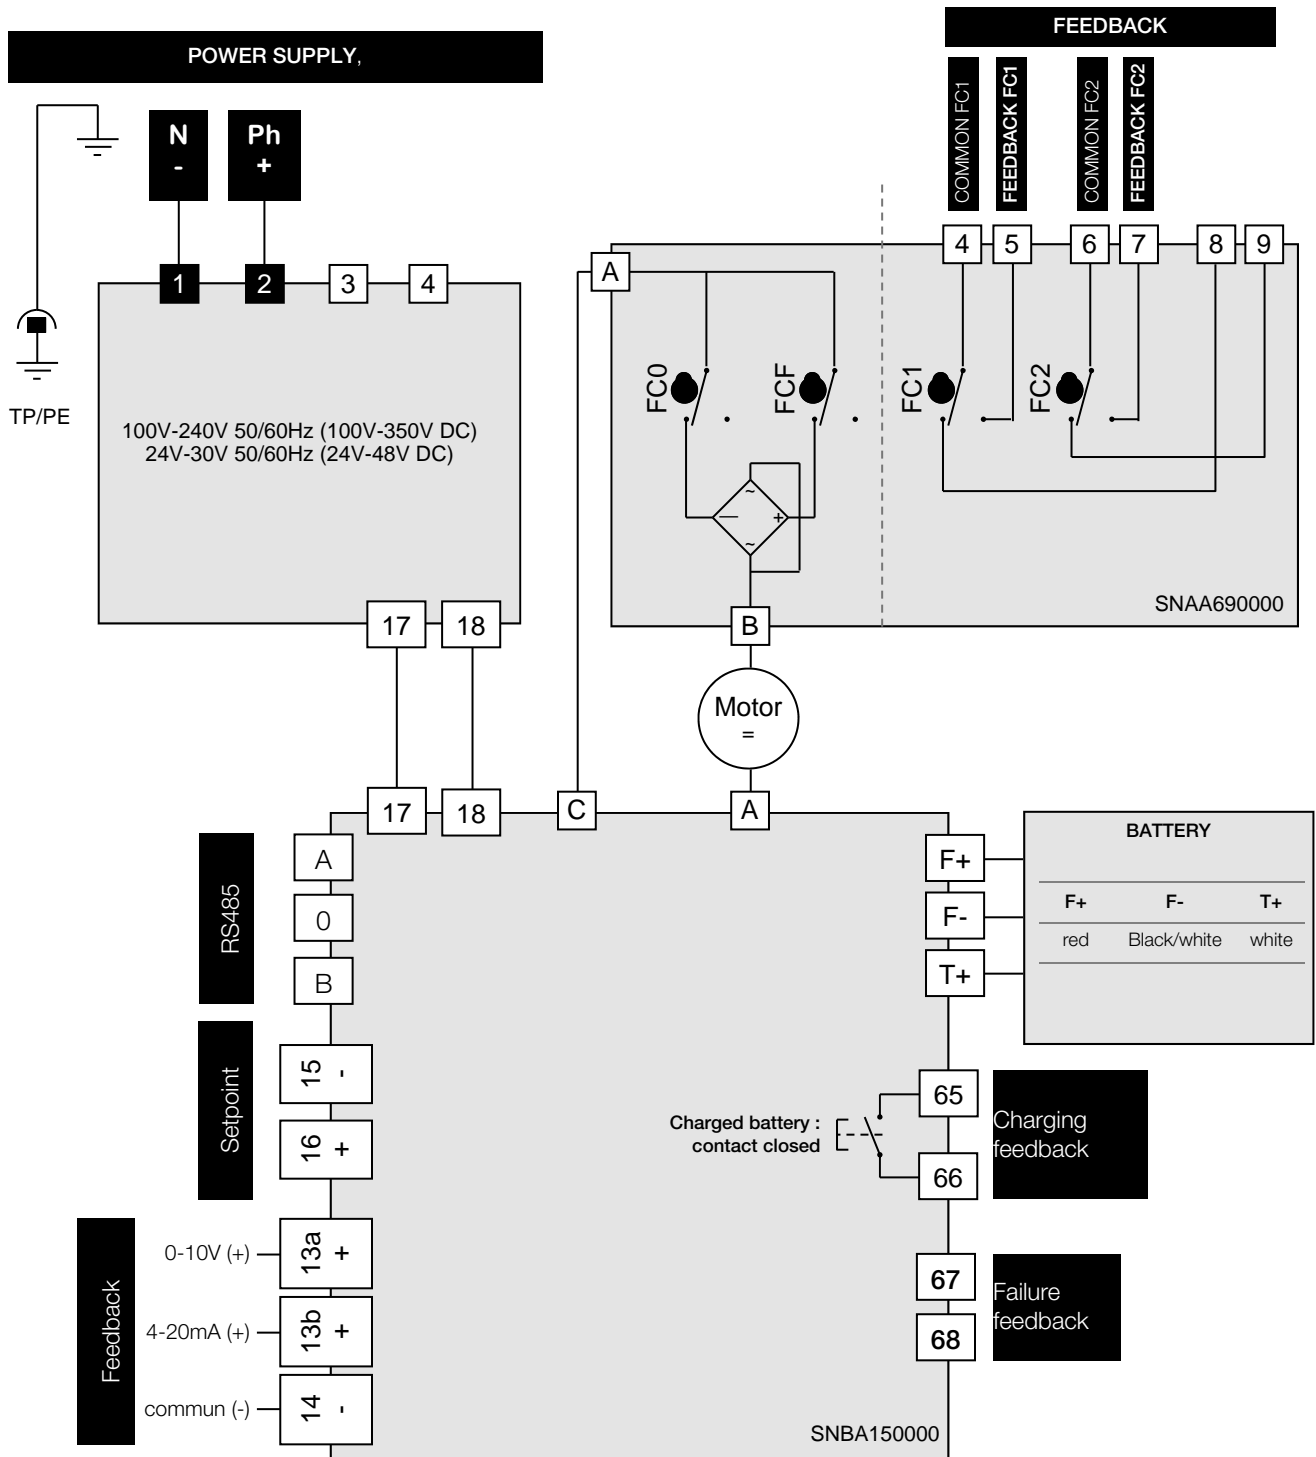 POWER SUPPLY,
FEEDBACK
COMMON FC1
FEEDBACK FC1
COMMON FC2
FEEDBACK FC2
N
-
Ph
+
1
2
3
4
4
5
6
7
8
9
A
TP/PE
100V-240V 50/60Hz (100V-350V DC)
24V-30V 50/60Hz (24V-48V DC)
FC0
FCF
FC1
FC2
~
— +
~
SNAA690000
17
18
B
Motor
=
17
18
C
A
RS485
A
0
B
F+
F-
T+
BATTERY
F+ F- T+
red Black/white white
Setpoint
15 -
16 +
Charged battery :
contact closed
65
66
Charging
feedback
Feedback
0-10V (+)
13a +
4-20mA (+)
13b +
commun (-)
14 -
67
68
Failure
feedback
SNBA150000